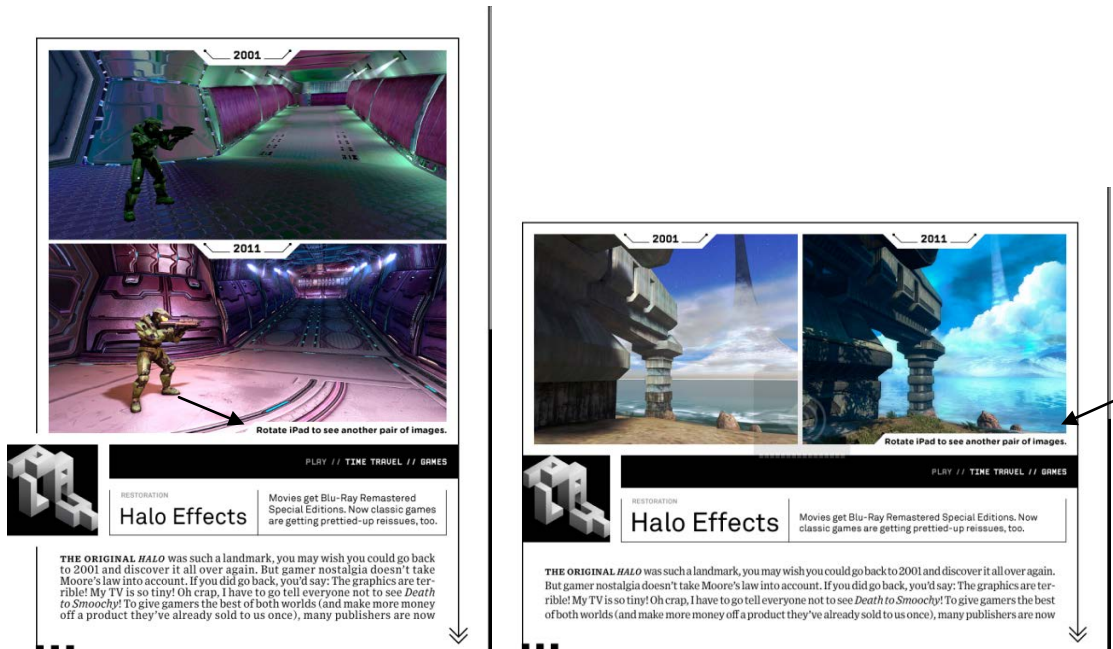 2001
2011
Rotate iPad to see another pair of images.
PLAY // TIME TRAVEL // GAMES
PLAY
RESTORATION
Halo Effects
Movies get Blu-Ray Remastered
Special Editions. Now classic games
are getting prettied-up reissues, too.
THE ORIGINAL HALO was such a landmark, you may wish you could go back
to 2001 and discover it all over again. But gamer nostalgia doesn't take
Moore's law into account. If you did go back, you'd say: The graphics are ter-
rible! My TV is so tiny! Oh crap, I have to go tell everyone not to see Death
to Smoochy! To give gamers the best of both worlds (and make more money
off a product they've already sold to us once), many publishers are now
2001
2011
Rotate iPad to see another pair of images.
PLAY // TIME TRAVEL // GAMES
PLAY
RESTORATION
Halo Effects
Movies get Blu-Ray Remastered Special Editions. Now
classic games are getting prettied-up reissues, too.
THE ORIGINAL HALO was such a landmark, you may wish you could go back to 2001 and discover it all over again.
But gamer nostalgia doesn't take Moore's law into account. If you did go back, you'd say: The graphics are ter-
rible! My TV is so tiny! Oh crap, I have to go tell everyone not to see Death to Smoochy! To give gamers the best
of both worlds (and make more money off a product they've already sold to us once), many publishers are now